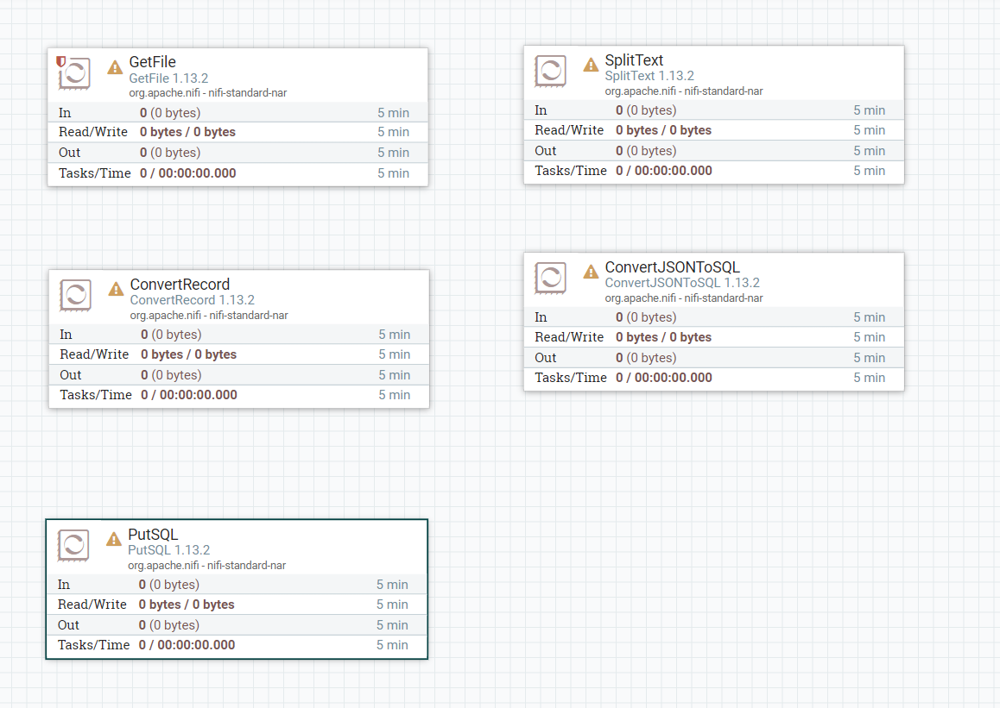 GetFile
GetFile 1.13.2
org.apache.nifi - nifi-standard-nar
In 0 (0 bytes) 5 min
Read/Write 0 bytes / 0 bytes 5 min
Out 0 (0 bytes) 5 min
Tasks/Time 0 / 00:00:00.000 5 min
SplitText
SplitText 1.13.2
org.apache.nifi - nifi-standard-nar
In 0 (0 bytes) 5 min
Read/Write 0 bytes / 0 bytes 5 min
Out 0 (0 bytes) 5 min
Tasks/Time 0 / 00:00:00.000 5 min
ConvertRecord
ConvertRecord 1.13.2
org.apache.nifi - nifi-standard-nar
In 0 (0 bytes) 5 min
Read/Write 0 bytes / 0 bytes 5 min
Out 0 (0 bytes) 5 min
Tasks/Time 0 / 00:00:00.000 5 min
ConvertJSONToSQL
ConvertJSONToSQL 1.13.2
org.apache.nifi - nifi-standard-nar
In 0 (0 bytes) 5 min
Read/Write 0 bytes / 0 bytes 5 min
Out 0 (0 bytes) 5 min
Tasks/Time 0 / 00:00:00.000 5 min
PutSQL
PutSQL 1.13.2
org.apache.nifi - nifi-standard-nar
In 0 (0 bytes) 5 min
Read/Write 0 bytes / 0 bytes 5 min
Out 0 (0 bytes) 5 min
Tasks/Time 0 / 00:00:00.000 5 min